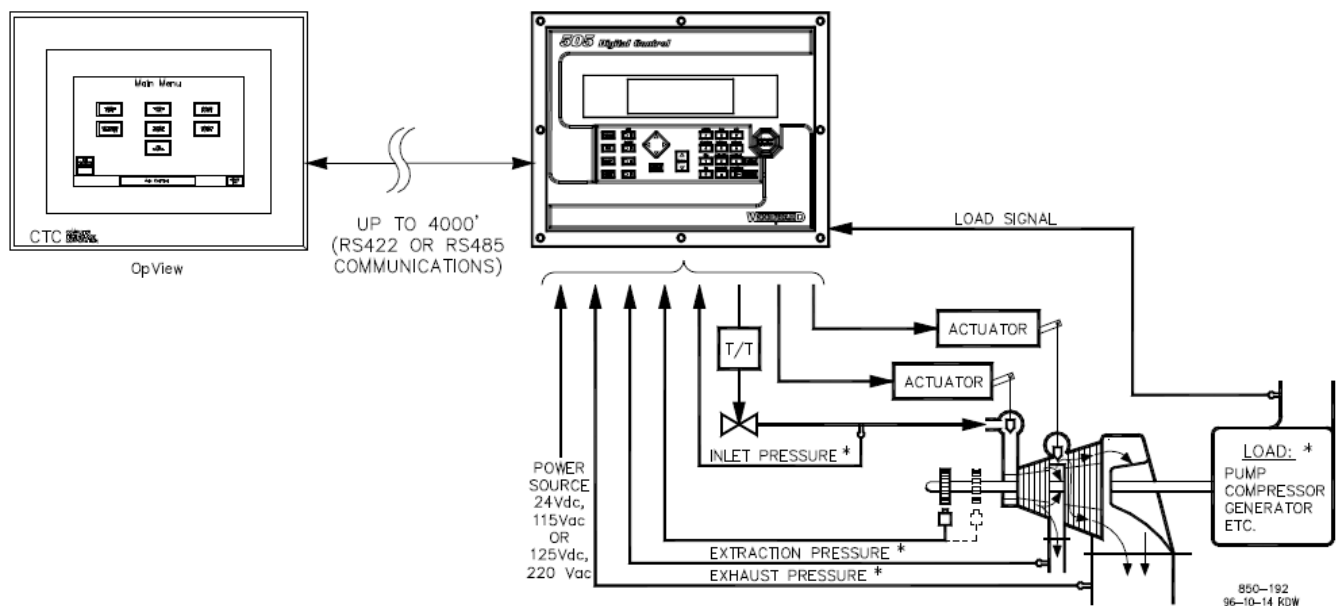 505 Digital Control
Main Menu
WOODWARD
CTC
OpView
UP TO 4000'
(RS422 OR RS485
COMMUNICATIONS)
LOAD SIGNAL
ACTUATOR
T/T
ACTUATOR
INLET PRESSURE *
LOAD: *
PUMP
COMPRESSOR
GENERATOR
ETC.
POWER
SOURCE
24Vdc,
115Vac
OR
125Vdc,
220 Vac
EXTRACTION PRESSURE *
EXHAUST PRESSURE *
850-192
96-10-14 KDW